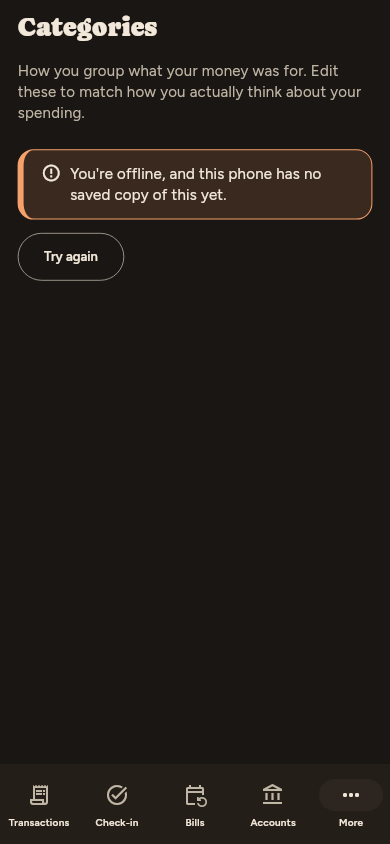 Categories
How you group what your money was for. Edit
these to match how you actually think about your
spending.
You're offline, and this phone has no
saved copy of this yet.
Try again
Transactions
Check-in
Bills
Accounts
More